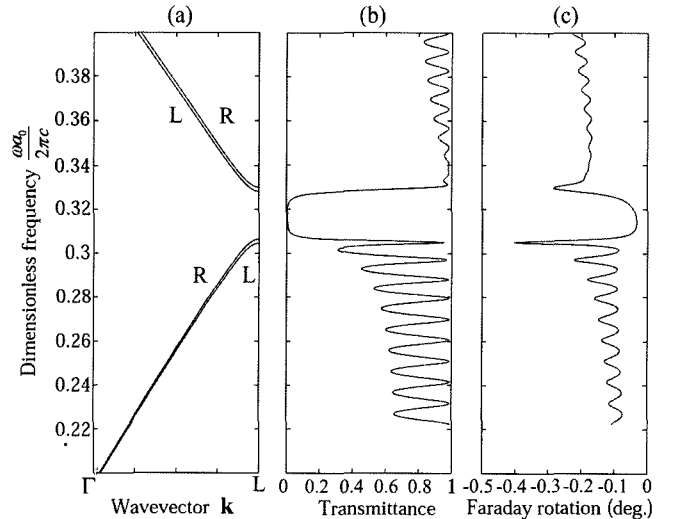 (a)
(b)
(c)
Dimensionless frequency ωa₀/2πc
0.38
0.36
0.34
0.32
0.3
0.28
0.26
0.24
0.22
L R
R L
Γ L
Wavevector k
0 0.2 0.4 0.6 0.8 1
Transmittance
-0.5 -0.4 -0.3 -0.2 -0.1 0
Faraday rotation (deg.)